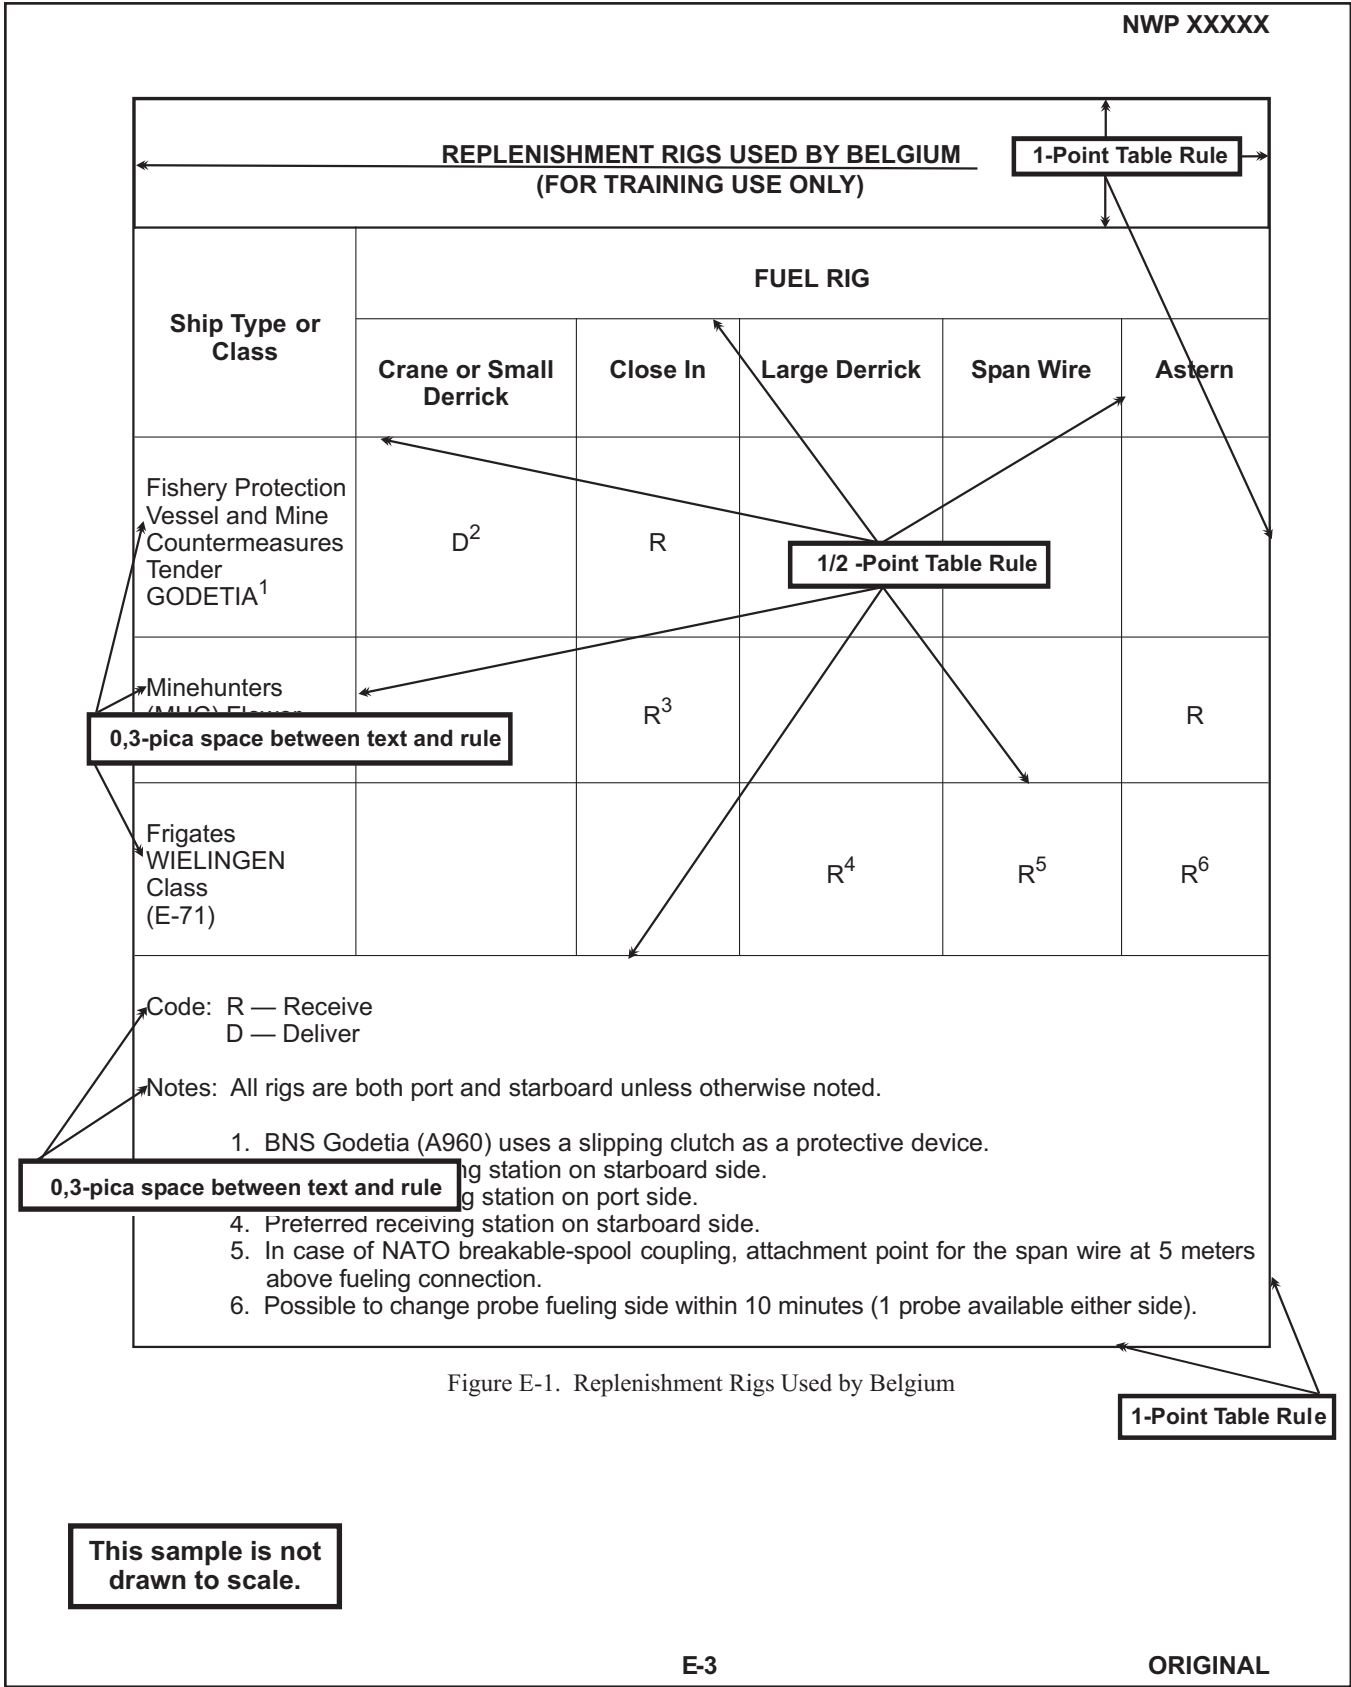 NWP XXXXX
REPLENISHMENT RIGS USED BY BELGIUM
(FOR TRAINING USE ONLY)
1-Point Table Rule
Ship Type or
Class
FUEL RIG
Crane or Small
Derrick
Close In
Large Derrick
Span Wire
Astern
Fishery Protection
Vessel and Mine
Countermeasures
Tender
GODETIA¹
D²
R
1/2 -Point Table Rule
Minehunters
R³
R
0,3-pica space between text and rule
Frigates
WIELINGEN
Class
(E-71)
R⁴
R⁵
R⁶
Code: R — Receive
D — Deliver
Notes: All rigs are both port and starboard unless otherwise noted.
1. BNS Godetia (A960) uses a slipping clutch as a protective device.
station on starboard side.
station on port side.
0,3-pica space between text and rule
4. Preferred receiving station on starboard side.
5. In case of NATO breakable-spool coupling, attachment point for the span wire at 5 meters
above fueling connection.
6. Possible to change probe fueling side within 10 minutes (1 probe available either side).
Figure E-1. Replenishment Rigs Used by Belgium
1-Point Table Rule
This sample is not
drawn to scale.
E-3
ORIGINAL